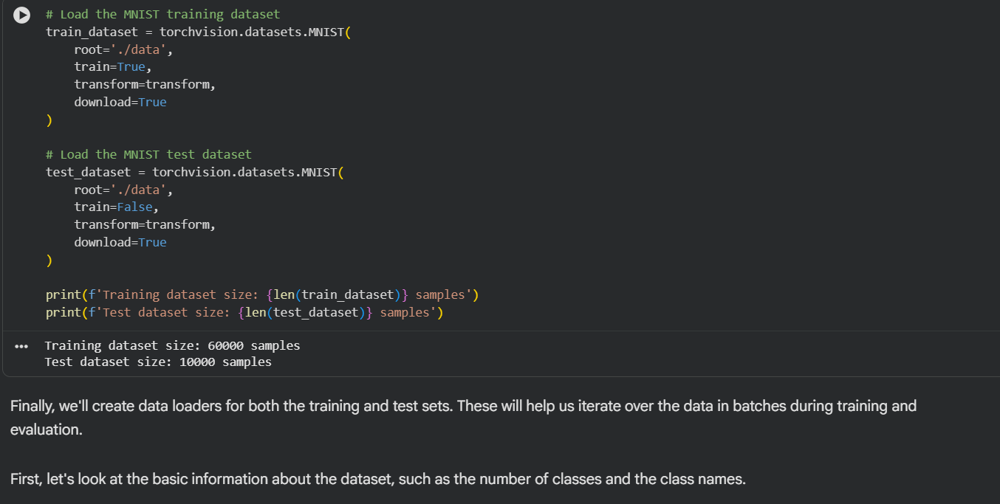 # Load the MNIST training dataset
train_dataset = torchvision.datasets.MNIST(
    root='./data',
    train=True,
    transform=transform,
    download=True
)

# Load the MNIST test dataset
test_dataset = torchvision.datasets.MNIST(
    root='./data',
    train=False,
    transform=transform,
    download=True
)

print(f'Training dataset size: {len(train_dataset)} samples')
print(f'Test dataset size: {len(test_dataset)} samples')
Training dataset size: 60000 samples
Test dataset size: 10000 samples
Finally, we'll create data loaders for both the training and test sets. These will help us iterate over the data in batches during training and
evaluation.
First, let's look at the basic information about the dataset, such as the number of classes and the class names.